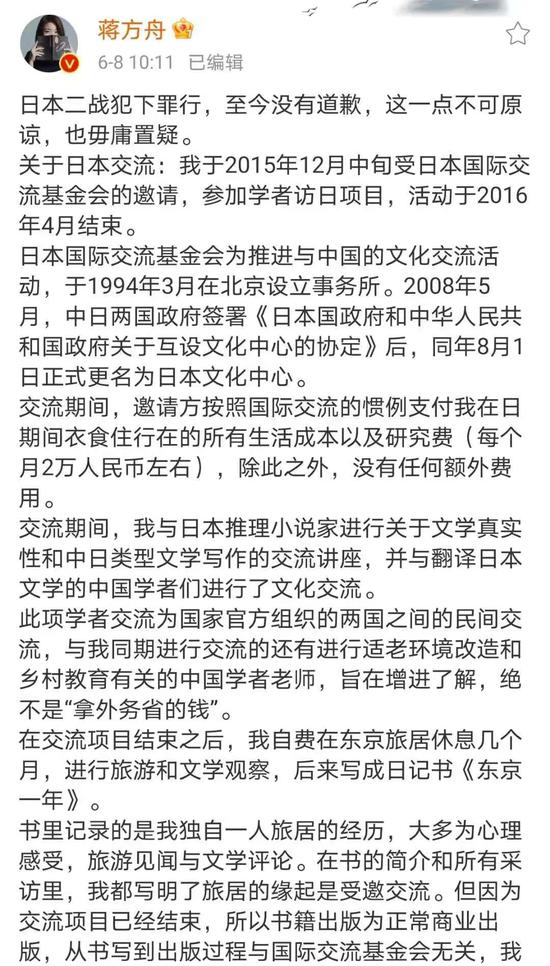 蒋方舟
6-8 10:11 已编辑
日本二战犯下罪行，至今没有道歉，这一点不可原
谅，也毋庸置疑。
关于日本交流：我于2015年12月中旬受日本国际交
流基金会的邀请，参加学者访日项目，活动于2016
年4月结束。
日本国际交流基金会为推进与中国的文化交流活
动，于1994年3月在北京设立事务所。2008年5
月，中日两国政府签署《日本国政府和中华人民共
和国政府关于互设文化中心的协定》后，同年8月1
日正式更名为日本文化中心。
交流期间，邀请方按照国际交流的惯例支付我在日
期间衣食住行在的所有生活成本以及研究费（每个
月2万人民币左右），除此之外，没有任何额外费
用。
交流期间，我与日本推理小说家进行关于文学真实
性和中日类型文学写作的交流讲座，并与翻译日本
文学的中国学者们进行了文化交流。
此项学者交流为国家官方组织的两国之间的民间交
流，与我同期进行交流的还有进行适老环境改造和
乡村教育有关的中国学者老师，旨在增进了解，绝
不是“拿外务省的钱”。
在交流项目结束之后，我自费在东京旅居休息几个
月，进行旅游和文学观察，后来写成日记书《东京
一年》。
书里记录的是我独自一人旅居的经历，大多为心理
感受，旅游见闻与文学评论。在书的简介和所有采
访里，我都写明了旅居的缘起是受邀交流。但因为
交流项目已经结束，所以书籍出版为正常商业出
版，从书写到出版过程与国际交流基金会无关，我